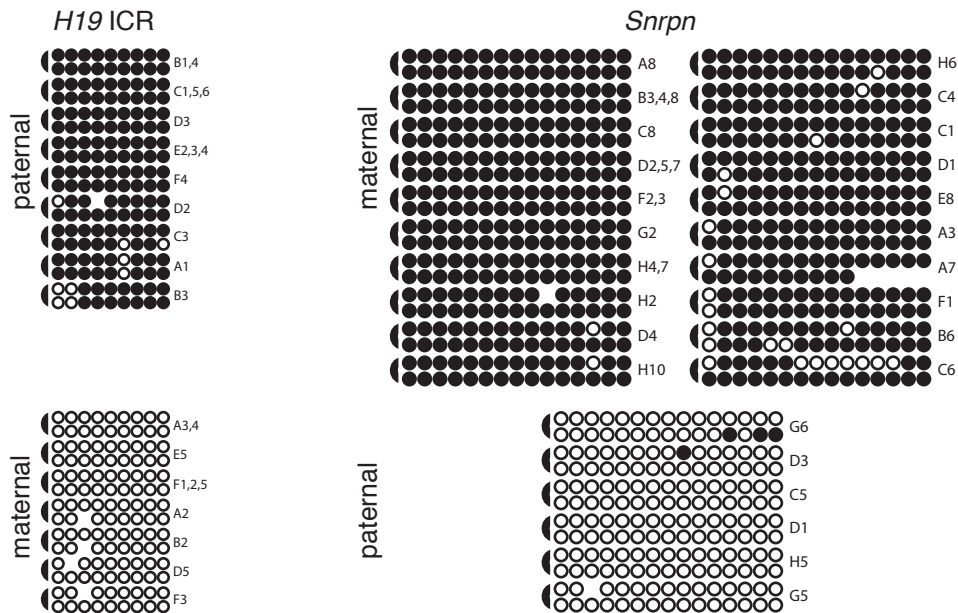 H19 ICR
paternal
B1,4
C1,5,6
D3
E2,3,4
F4
D2
C3
A1
B3
maternal
A3,4
E5
F1,2,5
A2
B2
D5
F3
Snrpn
maternal
A8
B3,4,8
C8
D2,5,7
F2,3
G2
H4,7
H2
D4
H10
H6
C4
C1
D1
E8
A3
A7
F1
B6
C6
paternal
G6
D3
C5
D1
H5
G5